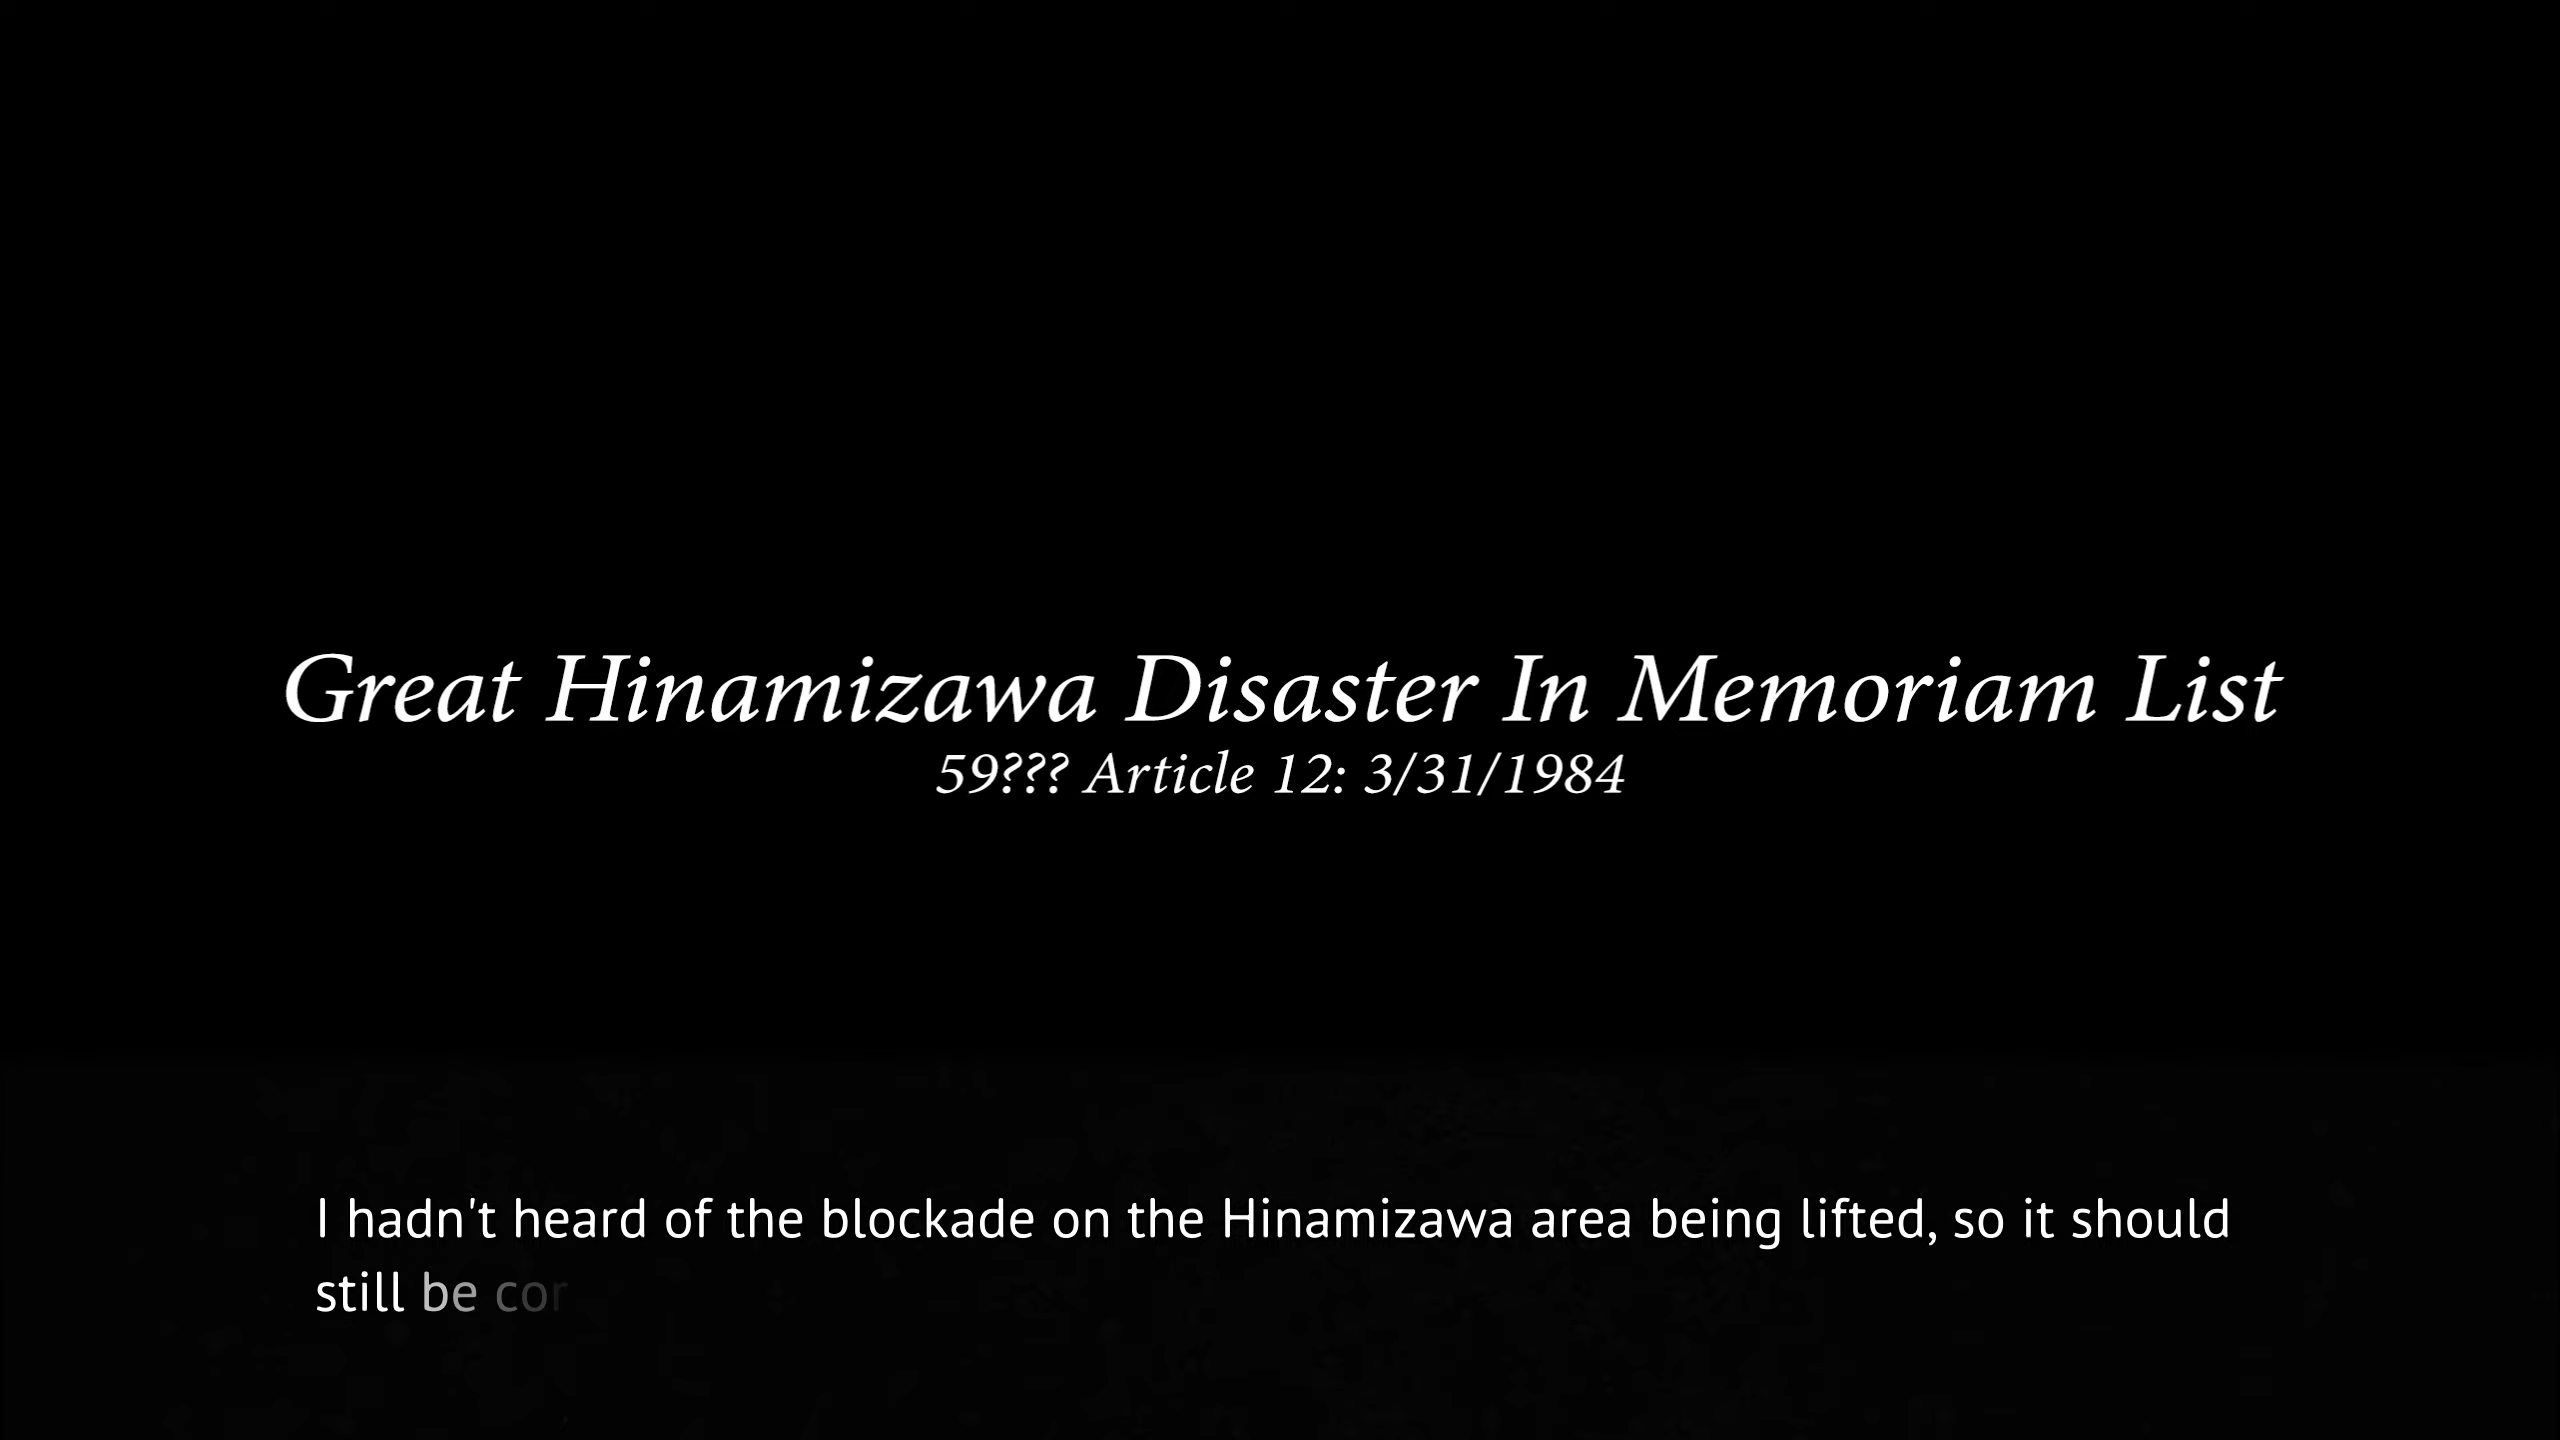 Great Hinamizawa Disaster In Memoriam List
59??? Article 12: 3/31/1984
I hadn't heard of the blockade on the Hinamizawa area being lifted, so it should
still be cor